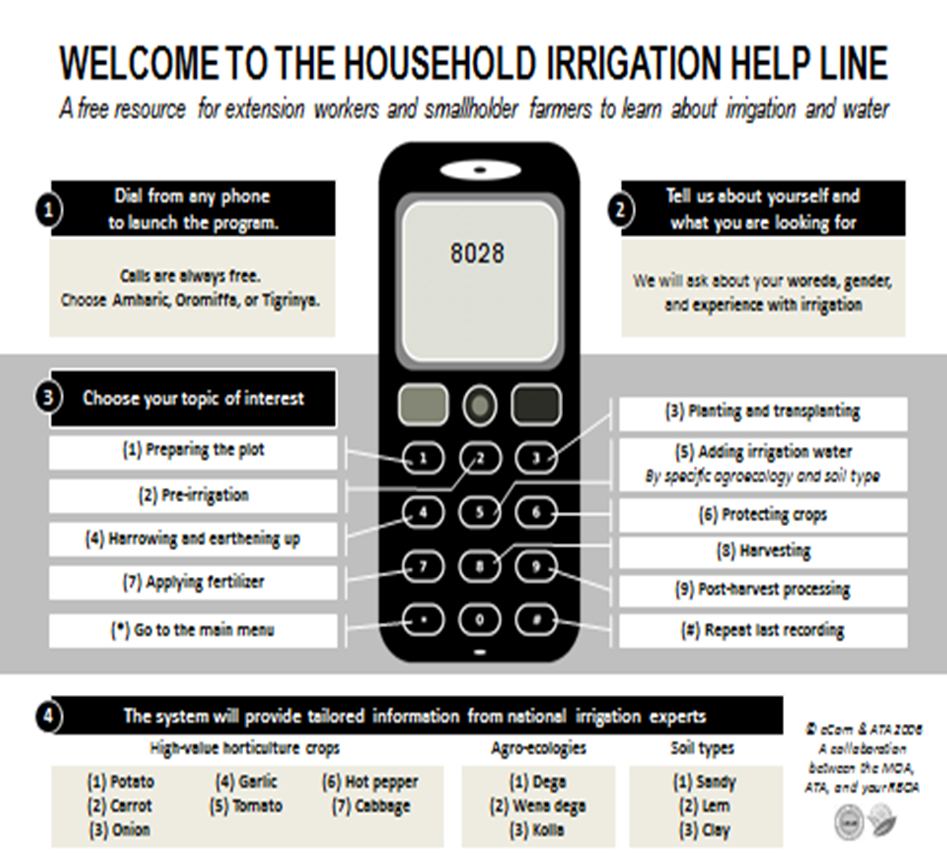 WELCOME TO THE HOUSEHOLD IRRIGATION HELP LINE
A free resource for extension workers and smallholder farmers to learn about irrigation and water
1
Dial from any phone
to launch the program.
Calls are always free.
Choose Amharic, Oromiffa, or Tigrinya.
8028
2
Tell us about yourself and
what you are looking for
We will ask about your woreda, gender,
and experience with irrigation
3
Choose your topic of interest
(1) Preparing the plot
(2) Pre-irrigation
(4) Harrowing and earthening up
(7) Applying fertilizer
(*) Go to the main menu
1 2 3
4 5 6
7 8 9
* 0 #
(3) Planting and transplanting
(5) Adding irrigation water
By specific agroecology and soil type
(6) Protecting crops
(8) Harvesting
(9) Post-harvest processing
(#) Repeat last recording
4
The system will provide tailored information from national irrigation experts
High-value horticulture crops
(1) Potato (4) Garlic (6) Hot pepper
(2) Carrot (5) Tomato (7) Cabbage
(3) Onion
Agro-ecologies
(1) Dega
(2) Wena dega
(3) Kolla
Soil types
(1) Sandy
(2) Lem
(3) Clay
© eCom & ATA
A collaboration
between the MOA,
ATA, and your RBOA